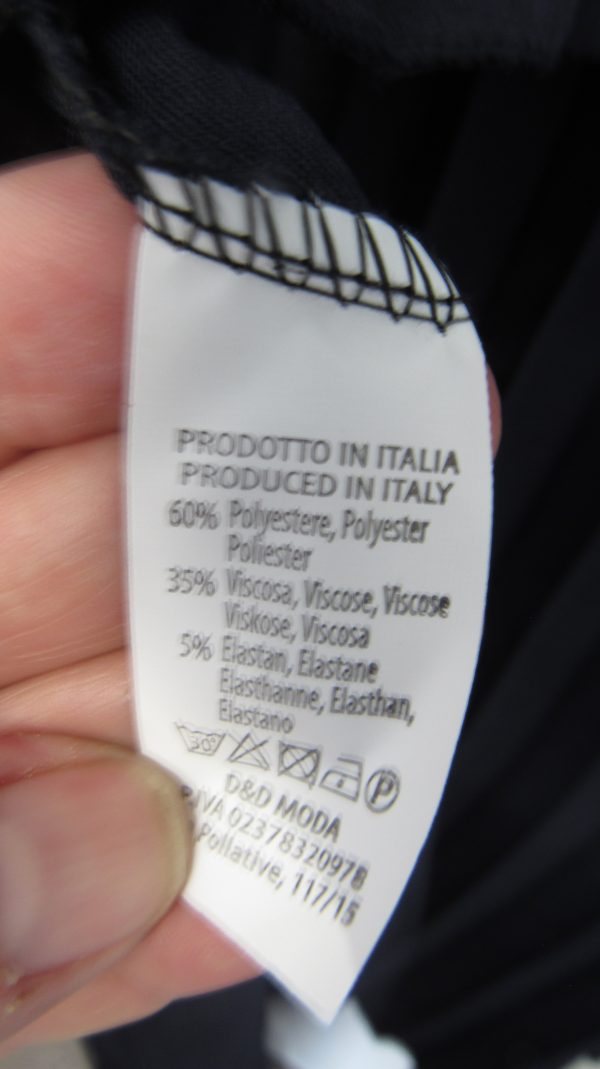 PRODOTTO IN ITALIA
PRODUCED IN ITALY
60% Polyestere, Polyester
Poliester
35% Viscosa, Viscose, Viscose
Viskose, Viscosa
5% Elastan, Elastane
Elasthanne, Elasthan,
Elastano
30° P
D&D MODA
P.IVA 02378320978
Pollative, 117/15